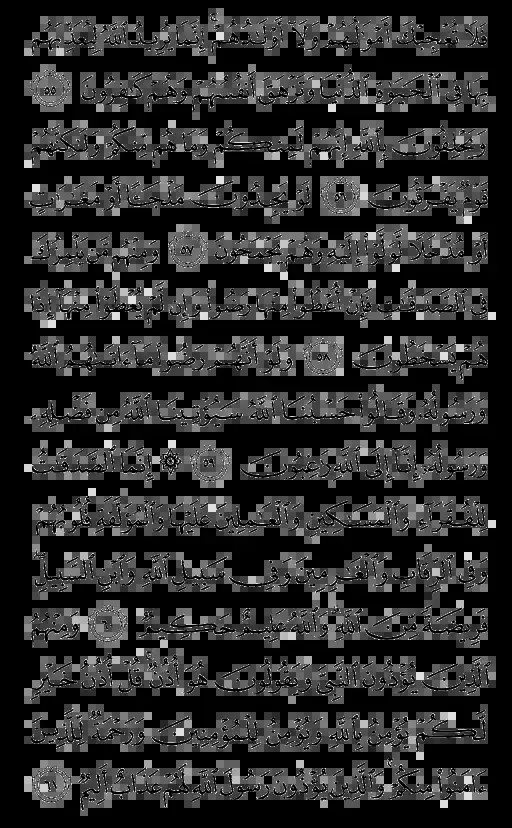 فَلَا تُعْجِبْكَ أَمْوَٰلُهُمْ وَلَآ أَوْلَٰدُهُمْ إِنَّمَا يُرِيدُ ٱللَّهُ لِيُعَذِّبَهُم
بِهَا فِى ٱلْحَيَوٰةِ ٱلدُّنْيَا وَتَزْهَقَ أَنفُسُهُمْ وَهُمْ كَٰفِرُونَ ٥٥
وَيَحْلِفُونَ بِٱللَّهِ إِنَّهُمْ لَمِنكُمْ وَمَا هُم مِّنكُمْ وَلَٰكِنَّهُمْ
قَوْمٌ يَفْرَقُونَ ٥٦ لَوْ يَجِدُونَ مَلْجَـًٔا أَوْ مَغَٰرَٰتٍ
أَوْ مُدَّخَلًا لَّوَلَّوْا۟ إِلَيْهِ وَهُمْ يَجْمَحُونَ ٥٧ وَمِنْهُم مَّن يَلْمِزُكَ
فِى ٱلصَّدَقَٰتِ فَإِنْ أُعْطُوا۟ مِنْهَا رَضُوا۟ وَإِن لَّمْ يُعْطَوْا۟ مِنْهَآ إِذَا
هُمْ يَسْخَطُونَ ٥٨ وَلَوْ أَنَّهُمْ رَضُوا۟ مَآ ءَاتَىٰهُمُ ٱللَّهُ
وَرَسُولُهُۥ وَقَالُوا۟ حَسْبُنَا ٱللَّهُ سَيُؤْتِينَا ٱللَّهُ مِن فَضْلِهِۦ
وَرَسُولُهُۥٓ إِنَّآ إِلَى ٱللَّهِ رَٰغِبُونَ ٥٩ ۞ إِنَّمَا ٱلصَّدَقَٰتُ
لِلْفُقَرَآءِ وَٱلْمَسَٰكِينِ وَٱلْعَٰمِلِينَ عَلَيْهَا وَٱلْمُؤَلَّفَةِ قُلُوبُهُمْ
وَفِى ٱلرِّقَابِ وَٱلْغَٰرِمِينَ وَفِى سَبِيلِ ٱللَّهِ وَٱبْنِ ٱلسَّبِيلِ
فَرِيضَةً مِّنَ ٱللَّهِ وَٱللَّهُ عَلِيمٌ حَكِيمٌ ٦٠ وَمِنْهُمُ
ٱلَّذِينَ يُؤْذُونَ ٱلنَّبِىَّ وَيَقُولُونَ هُوَ أُذُنٌ قُلْ أُذُنُ خَيْرٍ
لَّكُمْ يُؤْمِنُ بِٱللَّهِ وَيُؤْمِنُ لِلْمُؤْمِنِينَ وَرَحْمَةٌ لِّلَّذِينَ
ءَامَنُوا۟ مِنكُمْ وَٱلَّذِينَ يُؤْذُونَ رَسُولَ ٱللَّهِ لَهُمْ عَذَابٌ أَلِيمٌ ٦١